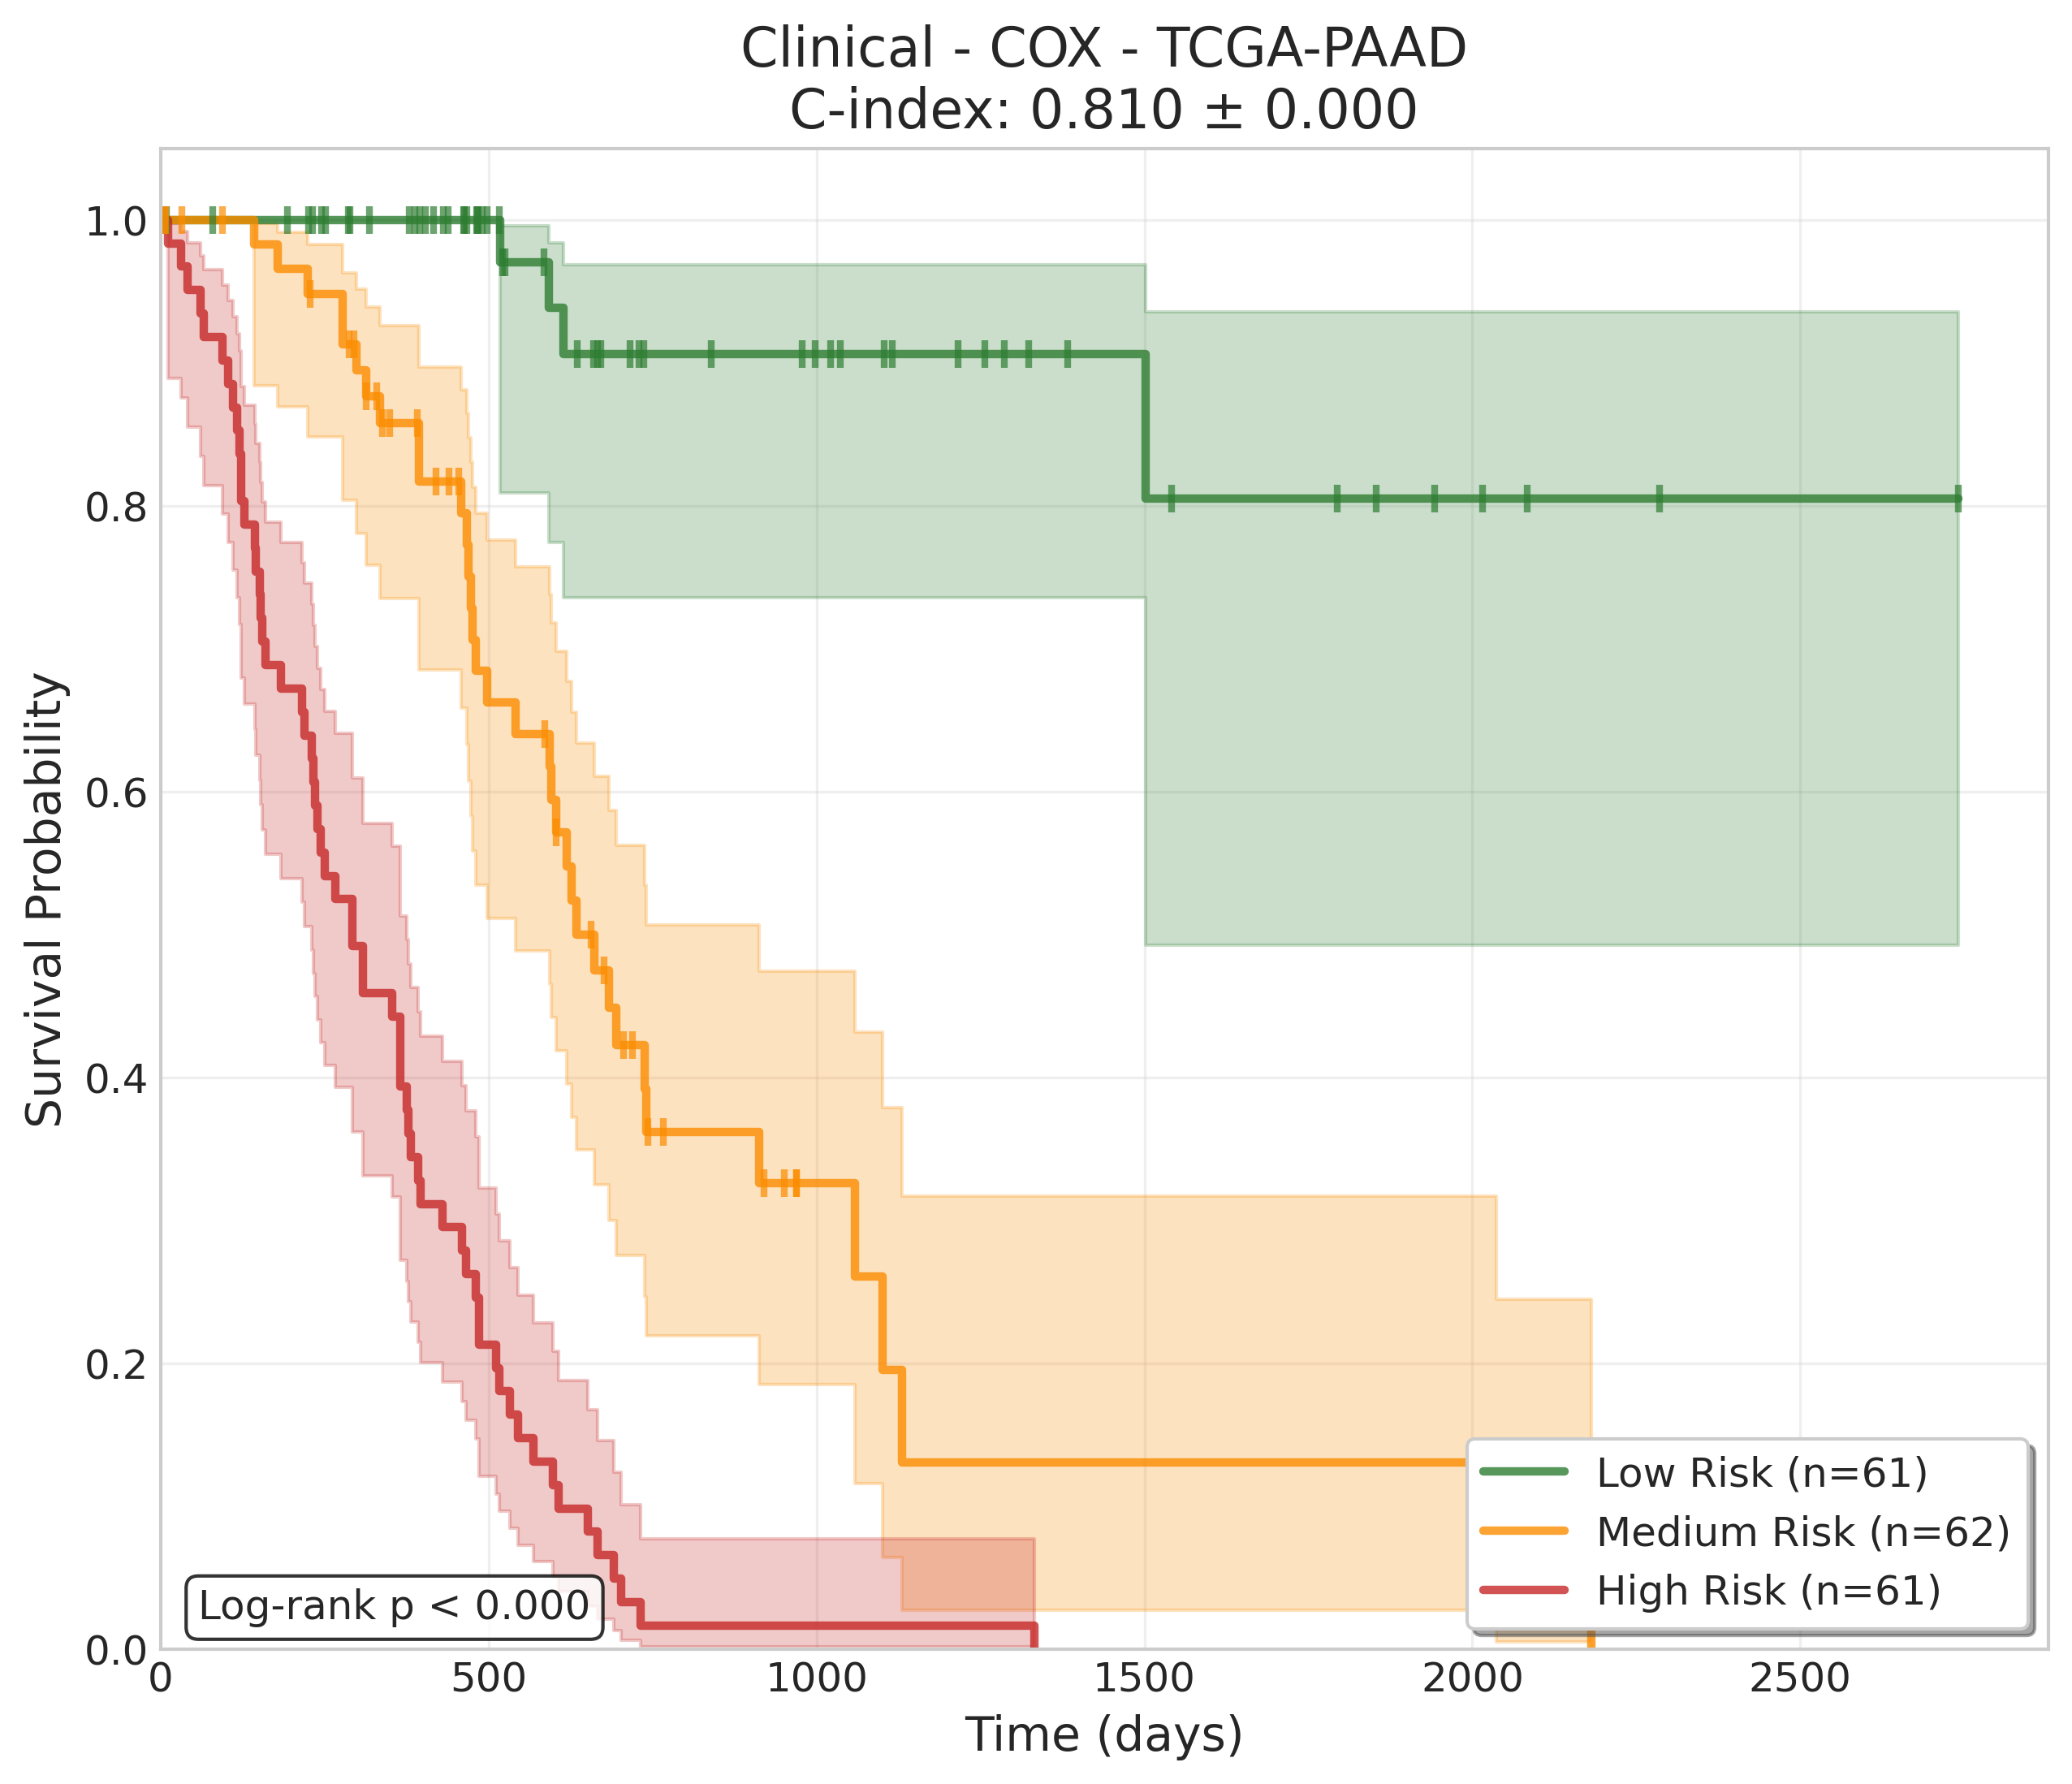 Clinical - COX - TCGA-PAAD
C-index: 0.810 ± 0.000
Survival Probability
1.0
0.8
0.6
0.4
0.2
0.0
Log-rank p < 0.000
Low Risk (n=61)
Medium Risk (n=62)
High Risk (n=61)
0 500 1000 1500 2000 2500
Time (days)